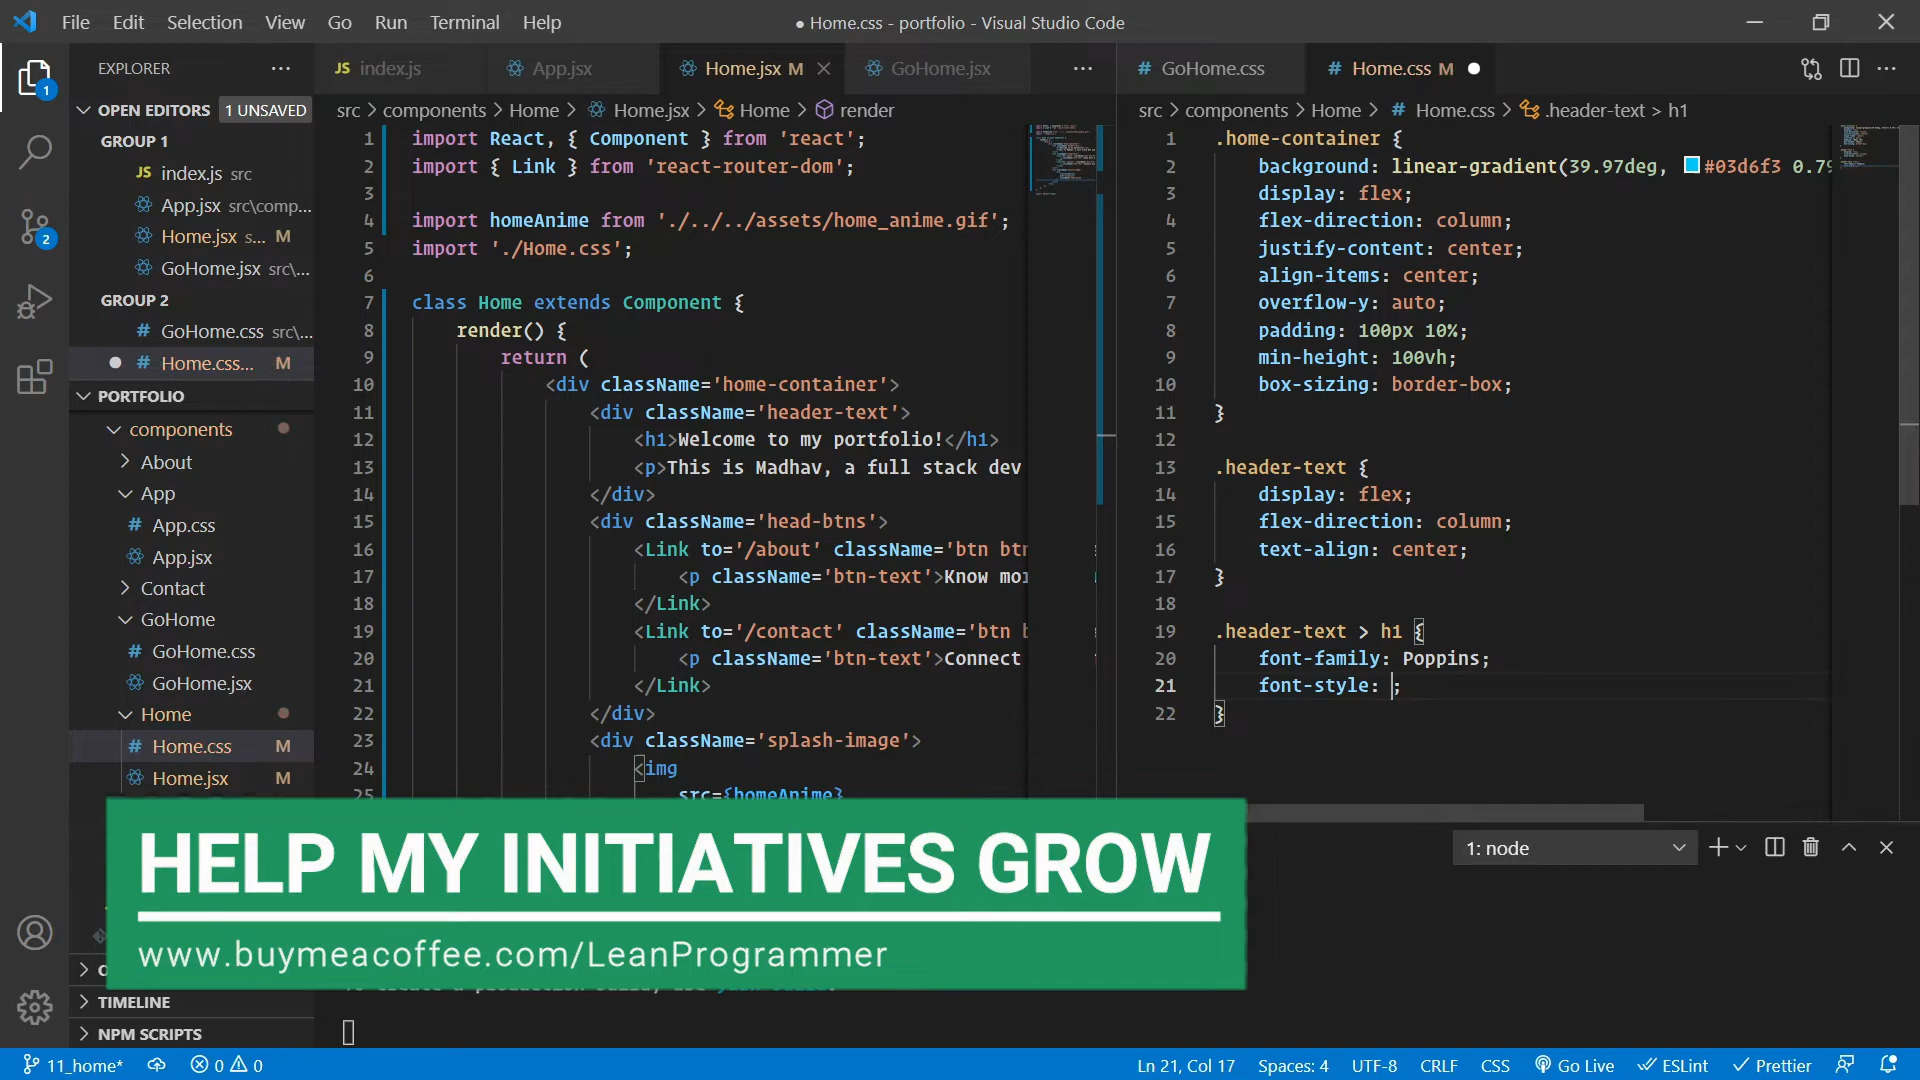 File Edit Selection View Go Run Terminal Help
● Home.css - portfolio - Visual Studio Code
EXPLORER
1
2
OPEN EDITORS 1 UNSAVED
GROUP 1
JS index.js src
App.jsx src\comp...
Home.jsx s... M
GoHome.jsx src\...
GROUP 2
# GoHome.css src\...
# Home.css... M
PORTFOLIO
components
About
App
# App.css
App.jsx
Contact
GoHome
# GoHome.css
GoHome.jsx
Home
# Home.css M
Home.jsx M
TIMELINE
NPM SCRIPTS
JS index.js App.jsx Home.jsx M GoHome.jsx
src > components > Home > Home.jsx > Home > render
1 import React, { Component } from 'react';
2 import { Link } from 'react-router-dom';
3
4 import homeAnime from './../../assets/home_anime.gif';
5 import './Home.css';
6
7 class Home extends Component {
8 render() {
9 return (
10 <div className='home-container'>
11 <div className='header-text'>
12 <h1>Welcome to my portfolio!</h1>
13 <p>This is Madhav, a full stack dev
14 </div>
15 <div className='head-btns'>
16 <Link to='/about' className='btn btn
17 <p className='btn-text'>Know mor
18 </Link>
19 <Link to='/contact' className='btn b
20 <p className='btn-text'>Connect
21 </Link>
22 </div>
23 <div className='splash-image'>
24 <img
25 src={homeAnime}
# GoHome.css # Home.css M ●
src > components > Home > # Home.css > .header-text > h1
1 .home-container {
2 background: linear-gradient(39.97deg, #03d6f3 0.79
3 display: flex;
4 flex-direction: column;
5 justify-content: center;
6 align-items: center;
7 overflow-y: auto;
8 padding: 100px 10%;
9 min-height: 100vh;
10 box-sizing: border-box;
11 }
12
13 .header-text {
14 display: flex;
15 flex-direction: column;
16 text-align: center;
17 }
18
19 .header-text > h1 {
20 font-family: Poppins;
21 font-style: ;
22 }
1: node
HELP MY INITIATIVES GROW
www.buymeacoffee.com/LeanProgrammer
11_home* 0 0
Ln 21, Col 17 Spaces: 4 UTF-8 CRLF CSS Go Live ESLint Prettier